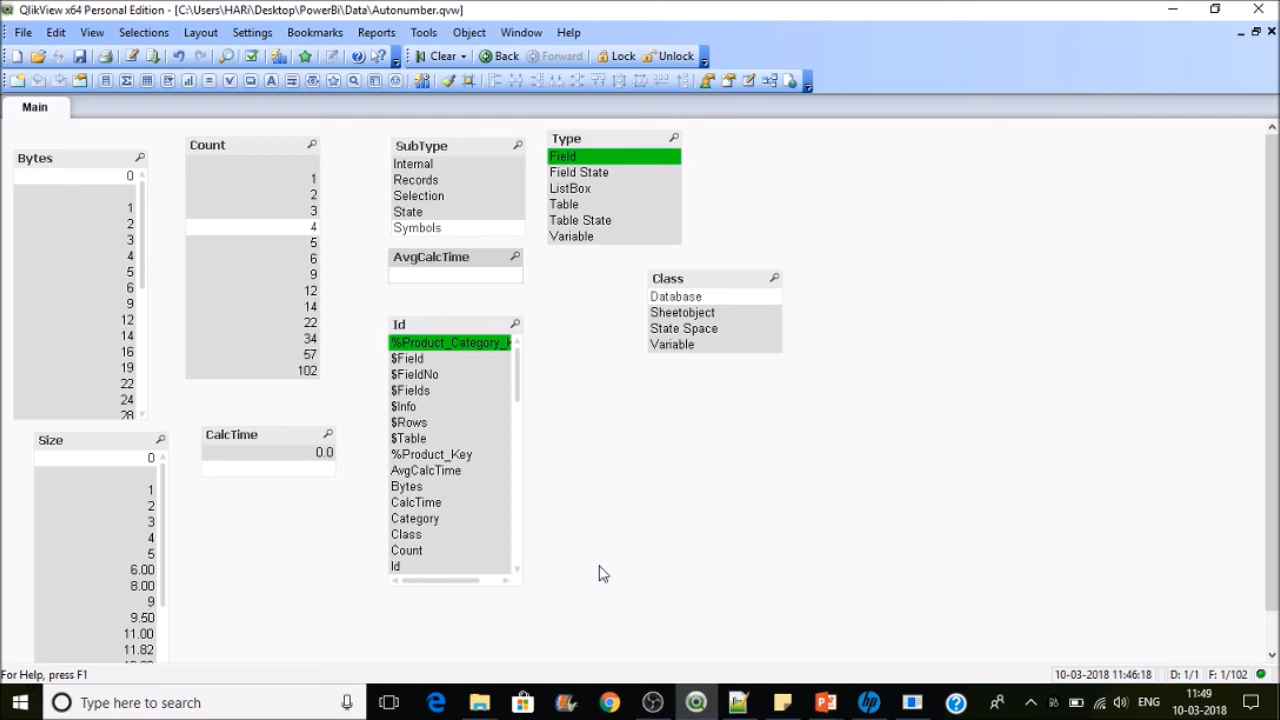 QlikView x64 Personal Edition - [C:\Users\HARi\Desktop\PowerBi\Data\Autonumber.qvw]
File Edit View Selections Layout Settings Bookmarks Reports Tools Object Window Help
Clear Back Forward Lock Unlock
Main
Bytes
0
1
2
3
4
5
6
9
12
14
16
19
22
24
28
Size
0
1
2
3
4
5
6.00
8.00
9
9.50
11.00
11.82
Count
1
2
3
4
5
6
9
12
14
22
34
57
102
CalcTime
0.0
SubType
Internal
Records
Selection
State
Symbols
AvgCalcTime
Id
%Product_Category_k
$Field
$FieldNo
$Fields
$Info
$Rows
$Table
%Product_Key
AvgCalcTime
Bytes
CalcTime
Category
Class
Count
Id
Type
Field
Field State
ListBox
Table
Table State
Variable
Class
Database
Sheetobject
State Space
Variable
For Help, press F1 10-03-2018 11:46:18 D: 1/1 F: 1/102
Type here to search ENG 11:49
10-03-2018